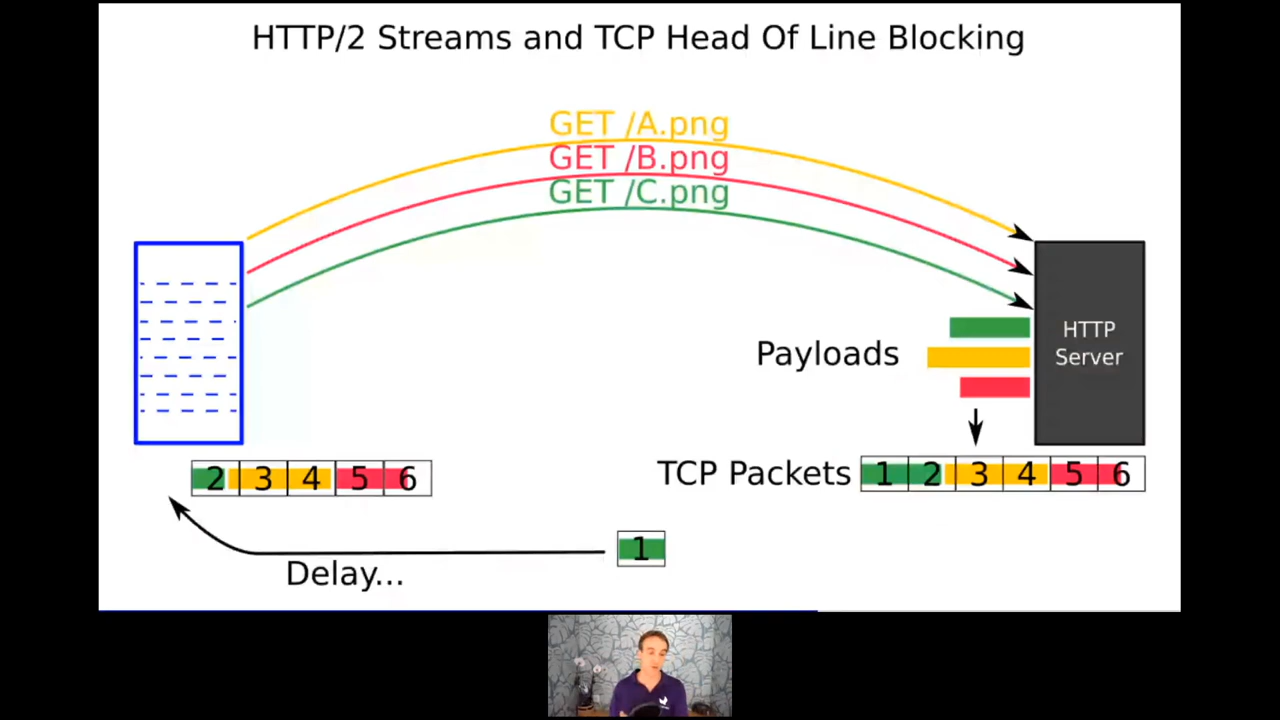 HTTP/2 Streams and TCP Head Of Line Blocking
GET /A.png
GET /B.png
GET /C.png
HTTP
Server
Payloads
TCP Packets 1 2 3 4 5 6
2 3 4 5 6
1
Delay...